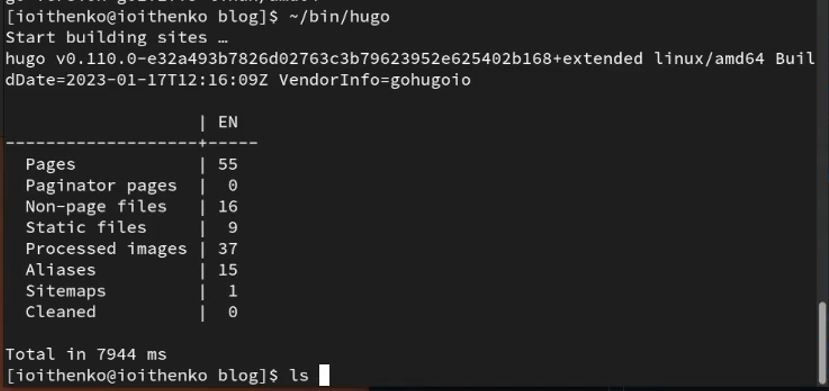 [ioithenko@ioithenko blog]$ ~/bin/hugo
Start building sites …
hugo v0.110.0-e32a493b7826d02763c3b79623952e625402b168+extended linux/amd64 Buil
dDate=2023-01-17T12:16:09Z VendorInfo=gohugoio
                   | EN
-------------------+-----
  Pages            | 55
  Paginator pages  |  0
  Non-page files   | 16
  Static files     |  9
  Processed images | 37
  Aliases          | 15
  Sitemaps         |  1
  Cleaned          |  0
Total in 7944 ms
[ioithenko@ioithenko blog]$ ls